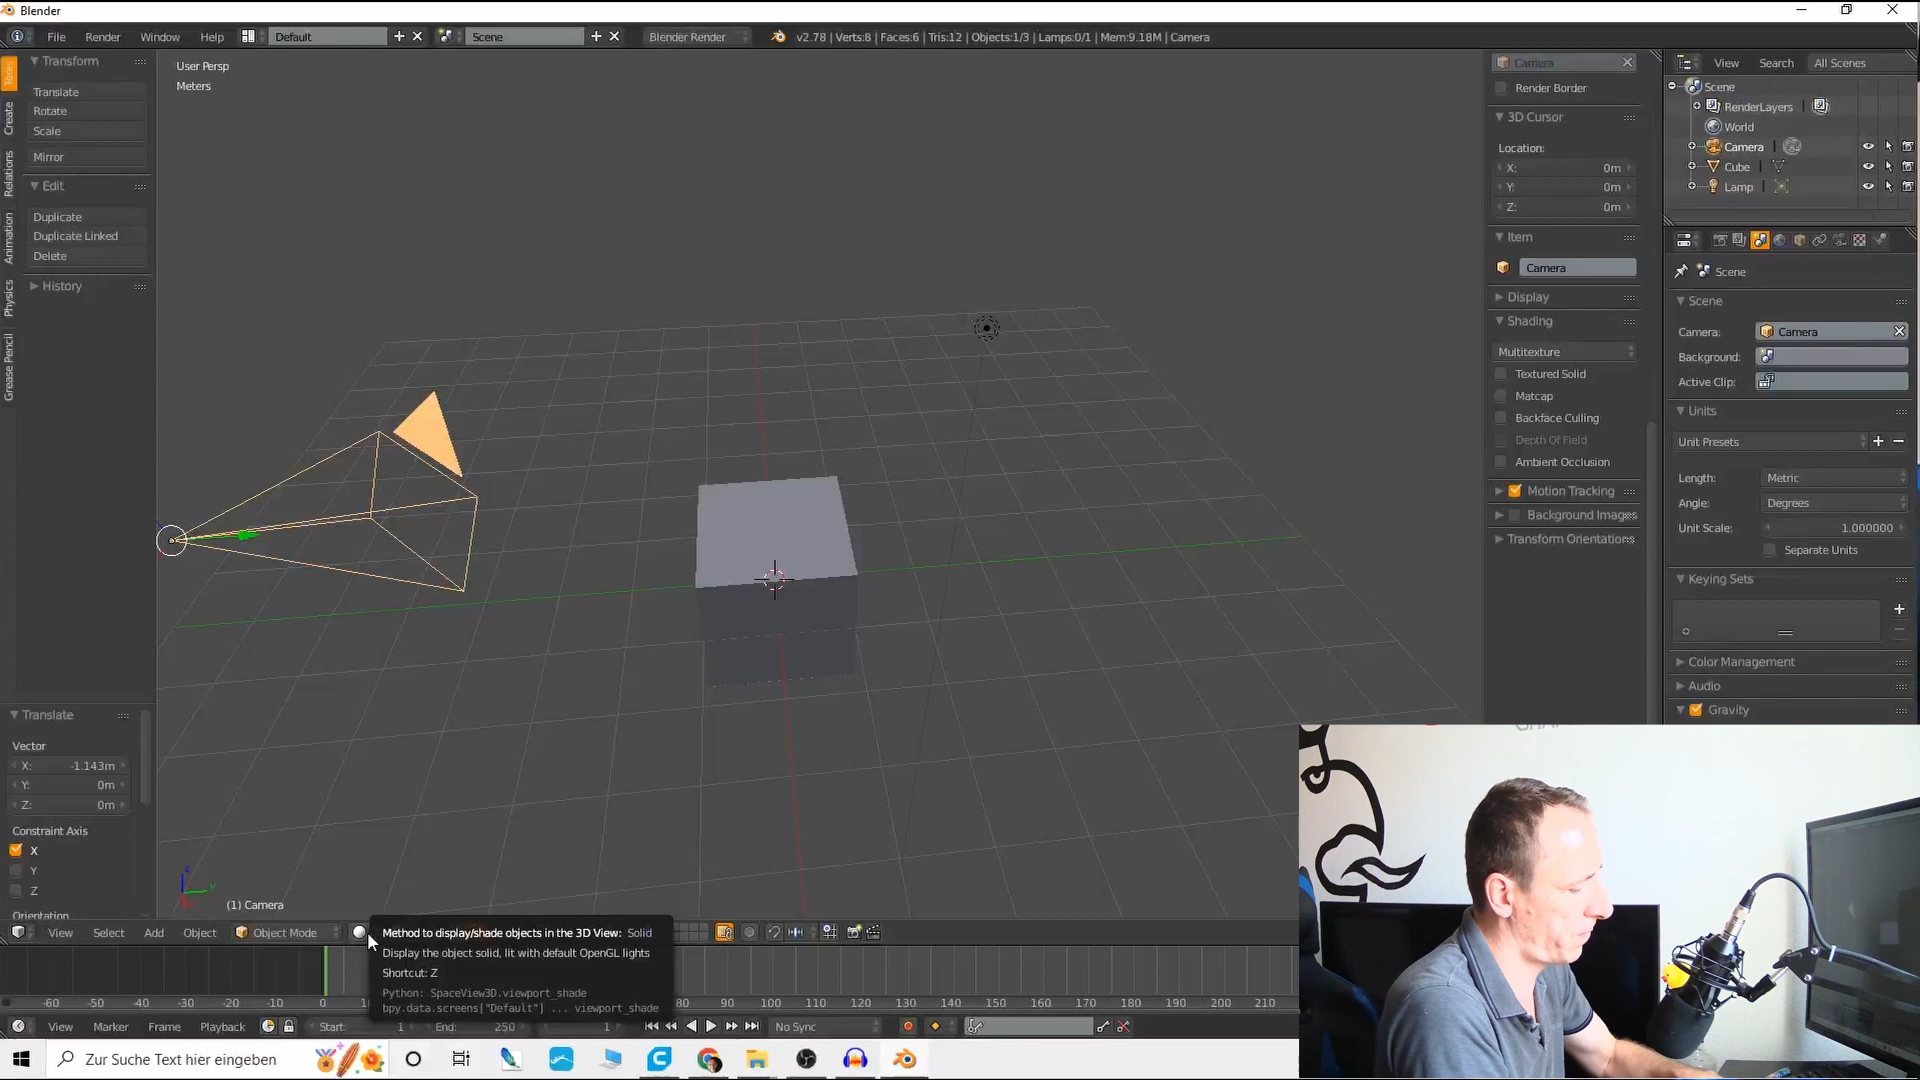 Blender
File Render Window Help Default Scene Blender Render v2.78 | Verts:8 | Faces:6 | Tris:12 | Objects:1/3 | Lamps:0/1 | Mem:9.18M | Camera
Tools
Create
Relations
Animation
Physics
Grease Pencil
Transform
Translate
Rotate
Scale
Mirror
Edit
Duplicate
Duplicate Linked
Delete
History
User Persp
Meters
(1) Camera
Translate
Vector
X: -1.143m
Y: 0m
Z: 0m
Constraint Axis
X
Y
Z
Orientation
Camera
Render Border
3D Cursor
Location:
X: 0m
Y: 0m
Z: 0m
Item
Camera
Display
Shading
Multitexture
Textured Solid
Matcap
Backface Culling
Depth Of Field
Ambient Occlusion
Motion Tracking
Background Images
Transform Orientations
View Search All Scenes
Scene
RenderLayers
World
Camera
Cube
Lamp
Scene
Scene
Camera: Camera
Background:
Active Clip:
Units
Unit Presets
Length: Metric
Angle: Degrees
Unit Scale: 1.000000
Separate Units
Keying Sets
Color Management
Audio
Gravity
View Select Add Object Object Mode
Method to display/shade objects in the 3D View: Solid
Display the object solid, lit with default OpenGL lights
Shortcut: Z
Python: SpaceView3D.viewport_shade
bpy.data.screens["Default"] ... viewport_shade
-60 -50 -40 -30 -20 -10 0 10 80 90 100 110 120 130 140 150 160 170 180 190 200 210
View Marker Frame Playback Start: 1 End: 250 1 No Sync
Zur Suche Text hier eingeben